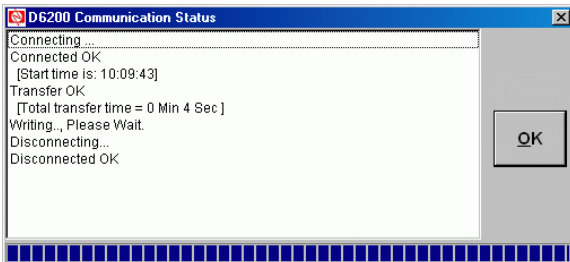 D6200 Communication Status
Connecting ...
Connected OK
[Start time is: 10:09:43]
Transfer OK
[Total transfer time = 0 Min 4 Sec ]
Writing.., Please Wait.
Disconnecting...
Disconnected OK
OK